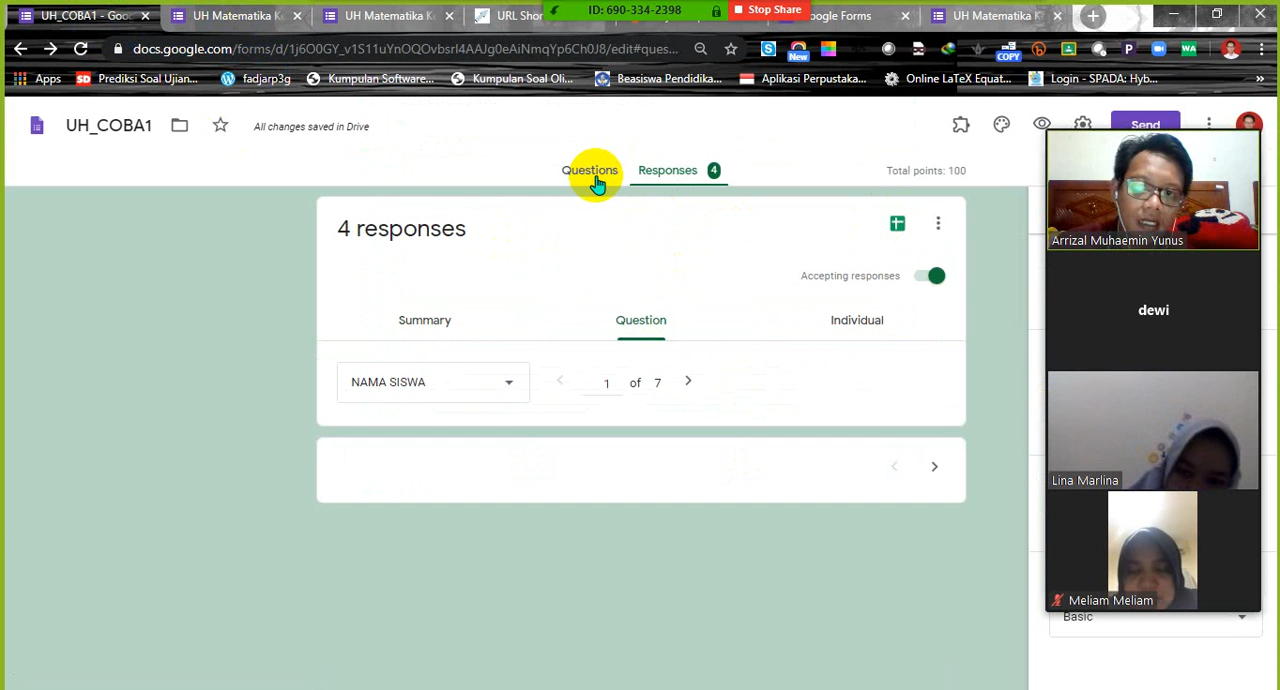 UH_COBA1 - Goo
UH Matematika K
UH Matematika K
URL Shor
ID: 690-334-2398
Stop Share
oogle Forms
UH Matematika K
docs.google.com/forms/d/1j6O0GY_v1S11uYnOQOvbsrl4AAJg0eAiNmqYp6Ch0J8/edit#ques...
New
COPY
WA
Apps
Prediksi Soal Ujian...
fadjarp3g
Kumpulan Software...
Kumpulan Soal Oli...
Beasiswa Pendidika...
Aplikasi Perpustaka...
Online LaTeX Equat...
Login - SPADA: Hyb...
»
UH_COBA1
All changes saved in Drive
Send
Questions
Responses
4
Total points: 100
4 responses
Accepting responses
Summary
Question
Individual
NAMA SISWA
1 of 7
Arrizal Muhaemin Yunus
dewi
Lina Marlina
Meliam Meliam
Basic